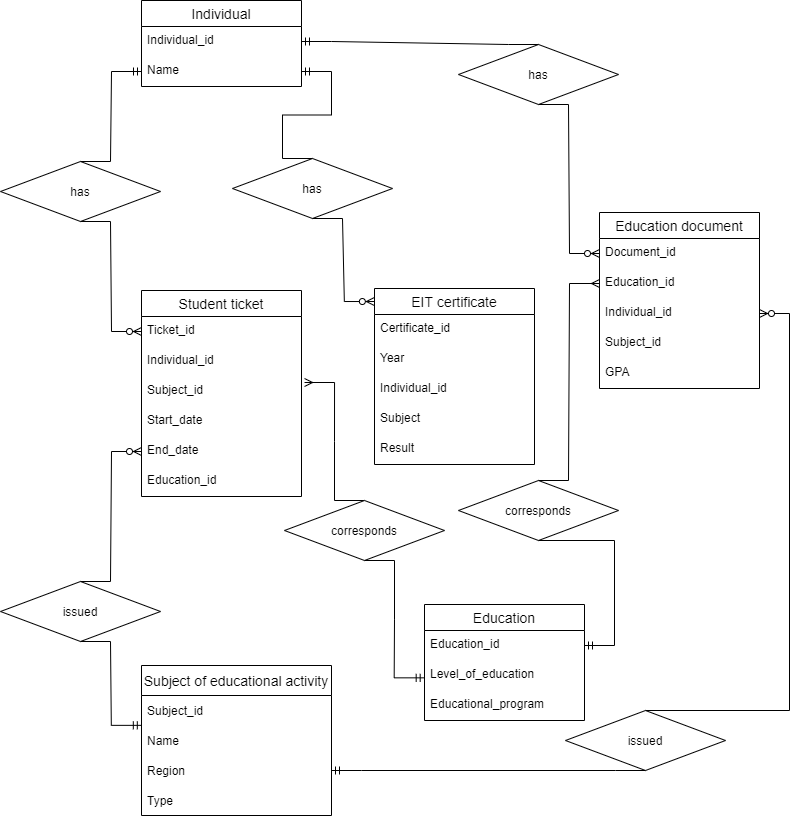 Individual
Individual_id
Name
has
has
has
Education document
Document_id
Education_id
Individual_id
Subject_id
GPA
Student ticket
Ticket_id
Individual_id
Subject_id
Start_date
End_date
Education_id
EIT certificate
Certificate_id
Year
Individual_id
Subject
Result
corresponds
corresponds
issued
Education
Education_id
Level_of_education
Educational_program
Subject of educational activity
Subject_id
Name
Region
Type
issued